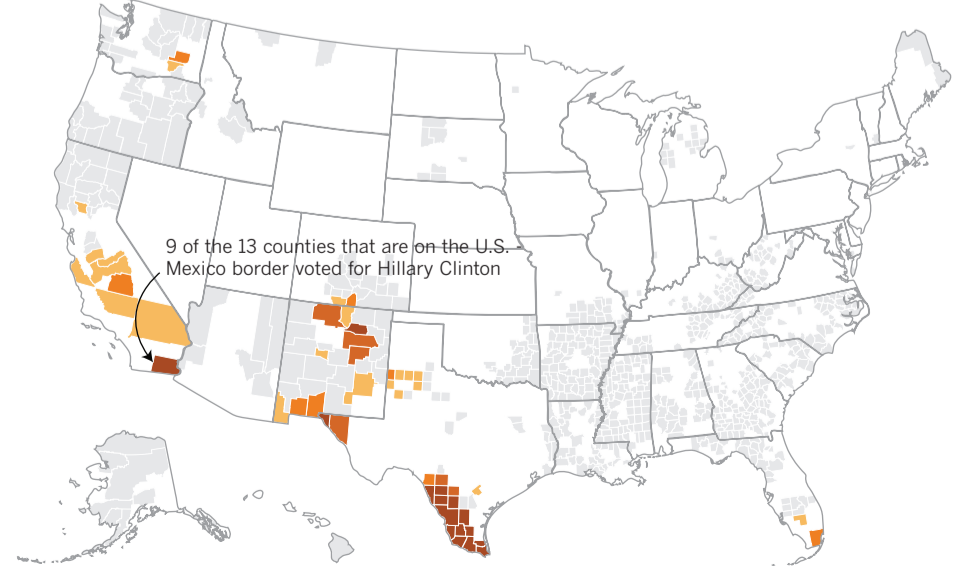 9 of the 13 counties that are on the U.S.
Mexico border voted for Hillary Clinton